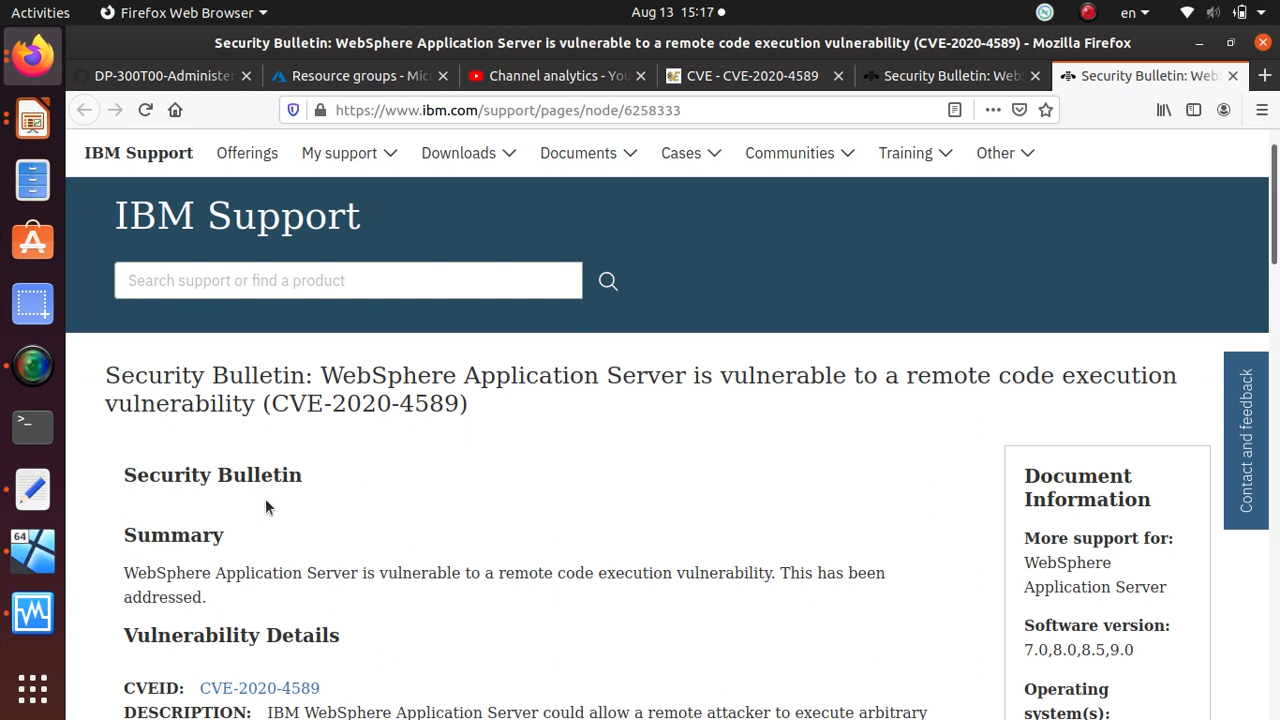 Activities
Firefox Web Browser
Aug 13 15:17
en
Security Bulletin: WebSphere Application Server is vulnerable to a remote code execution vulnerability (CVE-2020-4589) - Mozilla Firefox
DP-300T00-Administer
Resource groups - Mic
Channel analytics - You
CVE - CVE-2020-4589
Security Bulletin: Web
Security Bulletin: WebS
https://www.ibm.com/support/pages/node/6258333
IBM Support
Offerings
My support
Downloads
Documents
Cases
Communities
Training
Other
IBM Support
Search support or find a product
Security Bulletin: WebSphere Application Server is vulnerable to a remote code execution
vulnerability (CVE-2020-4589)
Security Bulletin
Summary
WebSphere Application Server is vulnerable to a remote code execution vulnerability. This has been
addressed.
Vulnerability Details
CVEID: CVE-2020-4589
DESCRIPTION: IBM WebSphere Application Server could allow a remote attacker to execute arbitrary
Document
Information
More support for:
WebSphere
Application Server
Software version:
7.0,8.0,8.5,9.0
Operating
system(s):
Contact and feedback
64